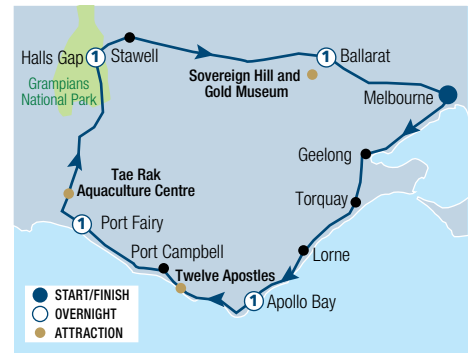 Halls Gap
1
Stawell
1
Ballarat
Grampians
National Park
Sovereign Hill and
Gold Museum
Melbourne
Geelong
Tae Rak
Aquaculture Centre
Torquay
1
Port Fairy
Port Campbell
Lorne
Twelve Apostles
1
Apollo Bay
START/FINISH
1
OVERNIGHT
ATTRACTION